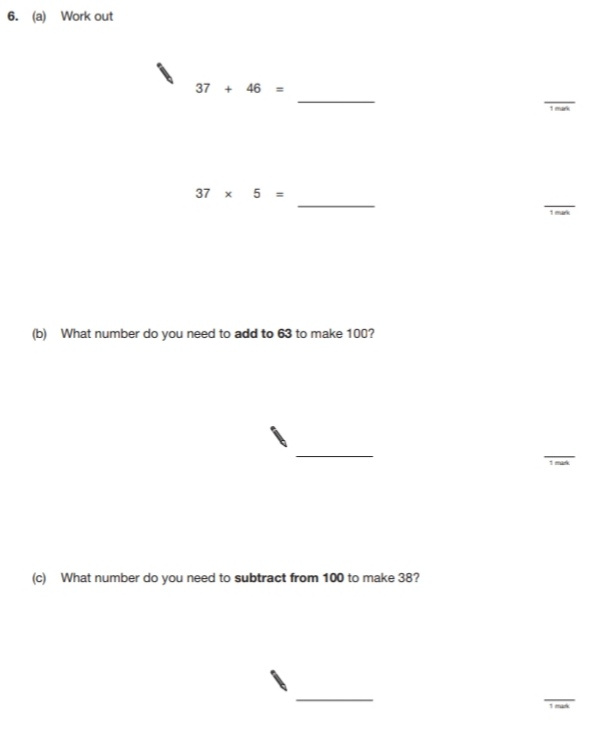 6. (a) Work out
37 + 46 =
1 mark
37 × 5 =
1 mark
(b) What number do you need to add to 63 to make 100?
1 mark
(c) What number do you need to subtract from 100 to make 38?
1 mark